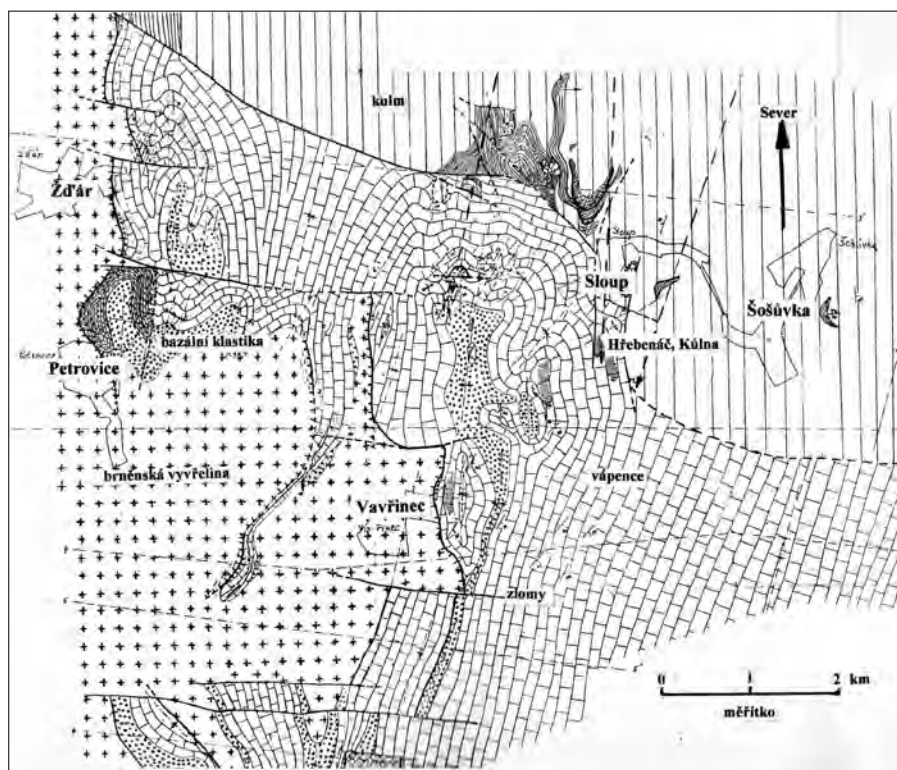 kulm
Sever
Žďár
Sloup
Šošůvka
bazální klastika
Hřebenáč, Kůlna
Petrovice
brněnská vyvřelina
vápence
Vavřinec
zlomy
0 1 2 km
měřítko